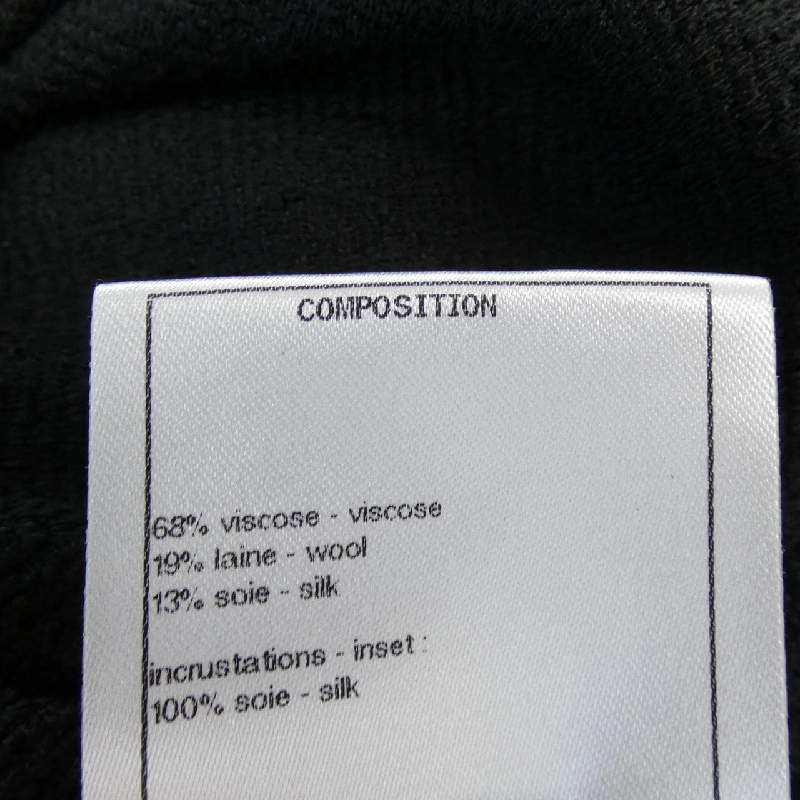 COMPOSITION
68% viscose - viscose
19% laine - wool
13% soie - silk
incrustations - inset :
100% soie - silk